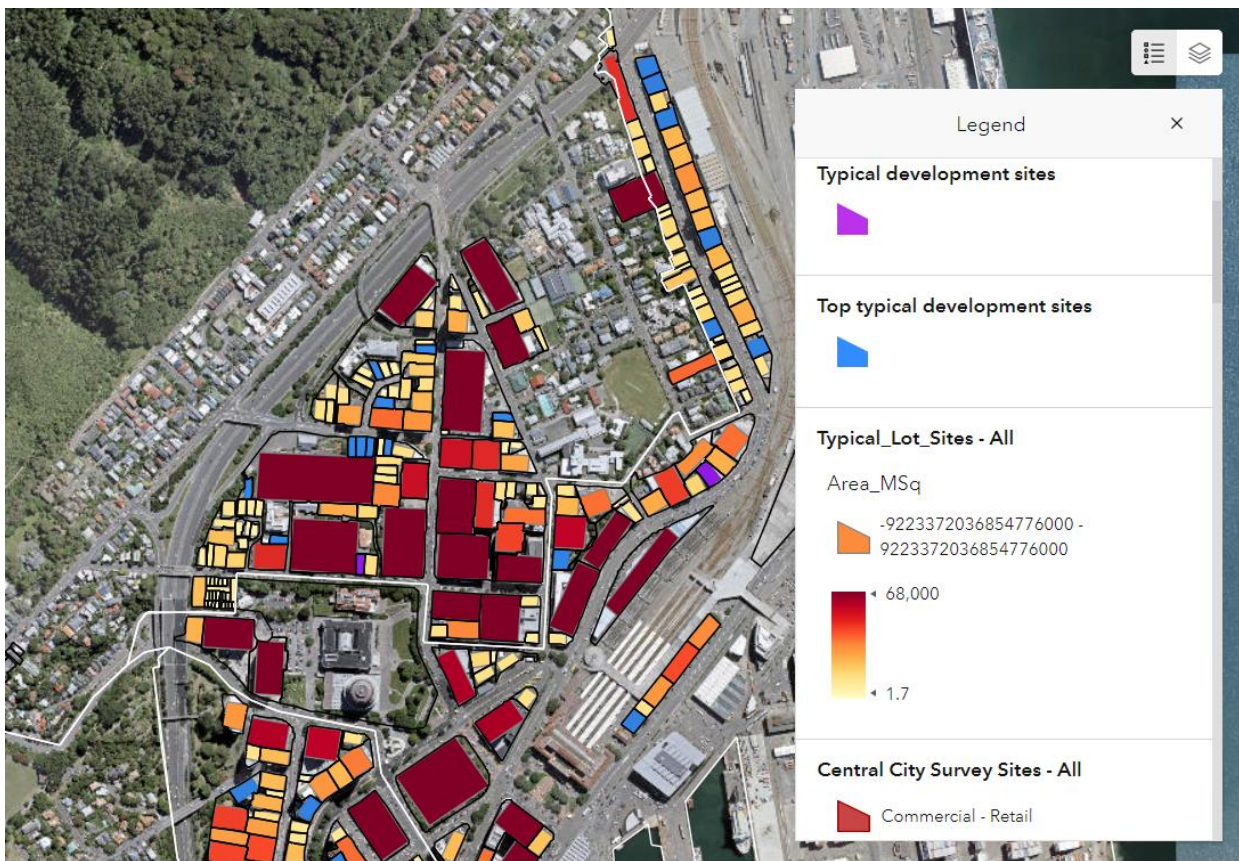 Legend
Typical development sites
Top typical development sites
Typical_Lot_Sites - All
Area_MSq
-9223372036854776000 -
9223372036854776000
68,000
1.7
Central City Survey Sites - All
Commercial - Retail